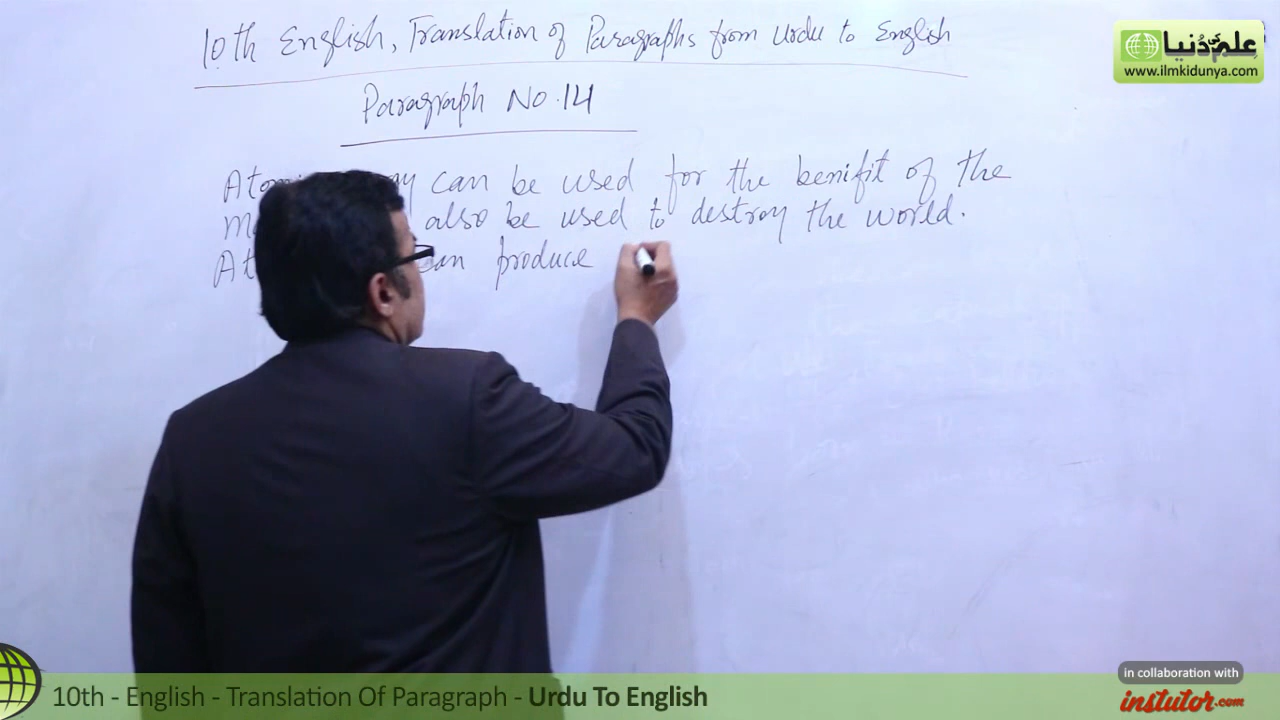 10th English, Translation of Paragraphs from Urdu to English
علم کی دنیا
www.ilmkidunya.com
Paragraph No.14
can be used for the benifit of the
also be used to destroy the world.
can produce
in collaboration with
instutor.com
10th - English - Translation Of Paragraph - Urdu To English